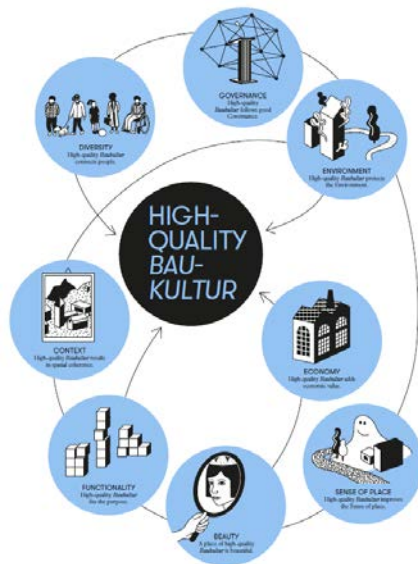 GOVERNANCE
High-quality
Baukultur follows good
Governance.
DIVERSITY
High-quality Baukultur
connects people.
ENVIRONMENT
High-quality Baukultur protects
the Environment.
HIGH-
QUALITY
BAU-
KULTUR
CONTEXT
High-quality Baukultur results
in spatial coherence.
ECONOMY
High-quality Baukultur adds
economic value.
FUNCTIONALITY
High-quality Baukultur
fits the purpose.
SENSE OF PLACE
High-quality Baukultur improves
the Sense of place.
BEAUTY
A place of high-quality
Baukultur is beautiful.